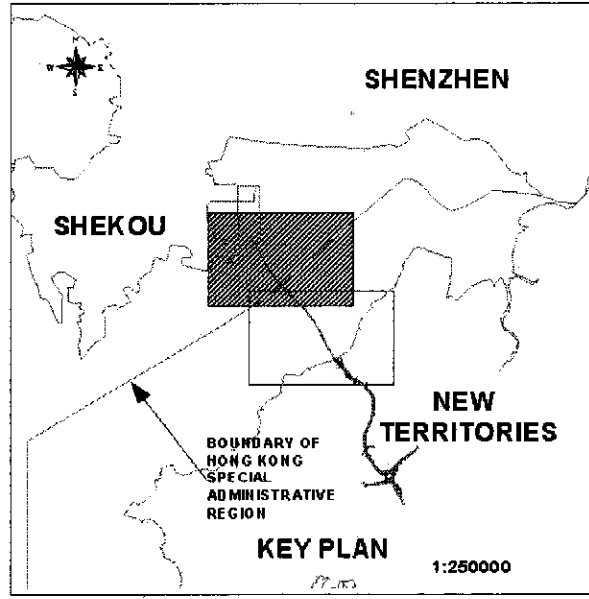 N
W E
S
SHENZHEN
SHEKOU
NEW
TERRITORIES
BOUNDARY OF
HONG KONG
SPECIAL
ADMINISTRATIVE
REGION
KEY PLAN
1:250000